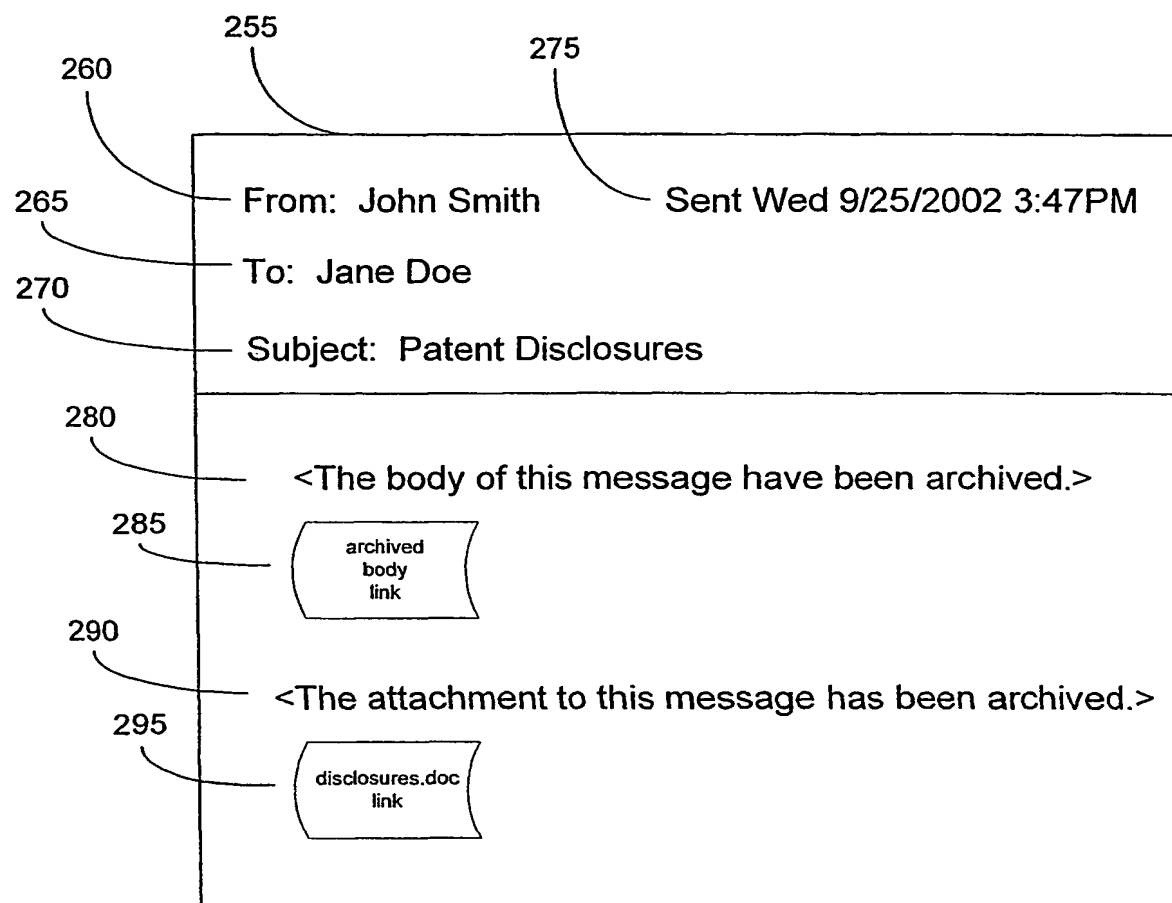 255
275
260
From: John Smith
Sent Wed 9/25/2002 3:47PM
265
To: Jane Doe
270
Subject: Patent Disclosures
280
<The body of this message have been archived.>
285
archived
body
link
290
<The attachment to this message has been archived.>
295
disclosures.doc
link